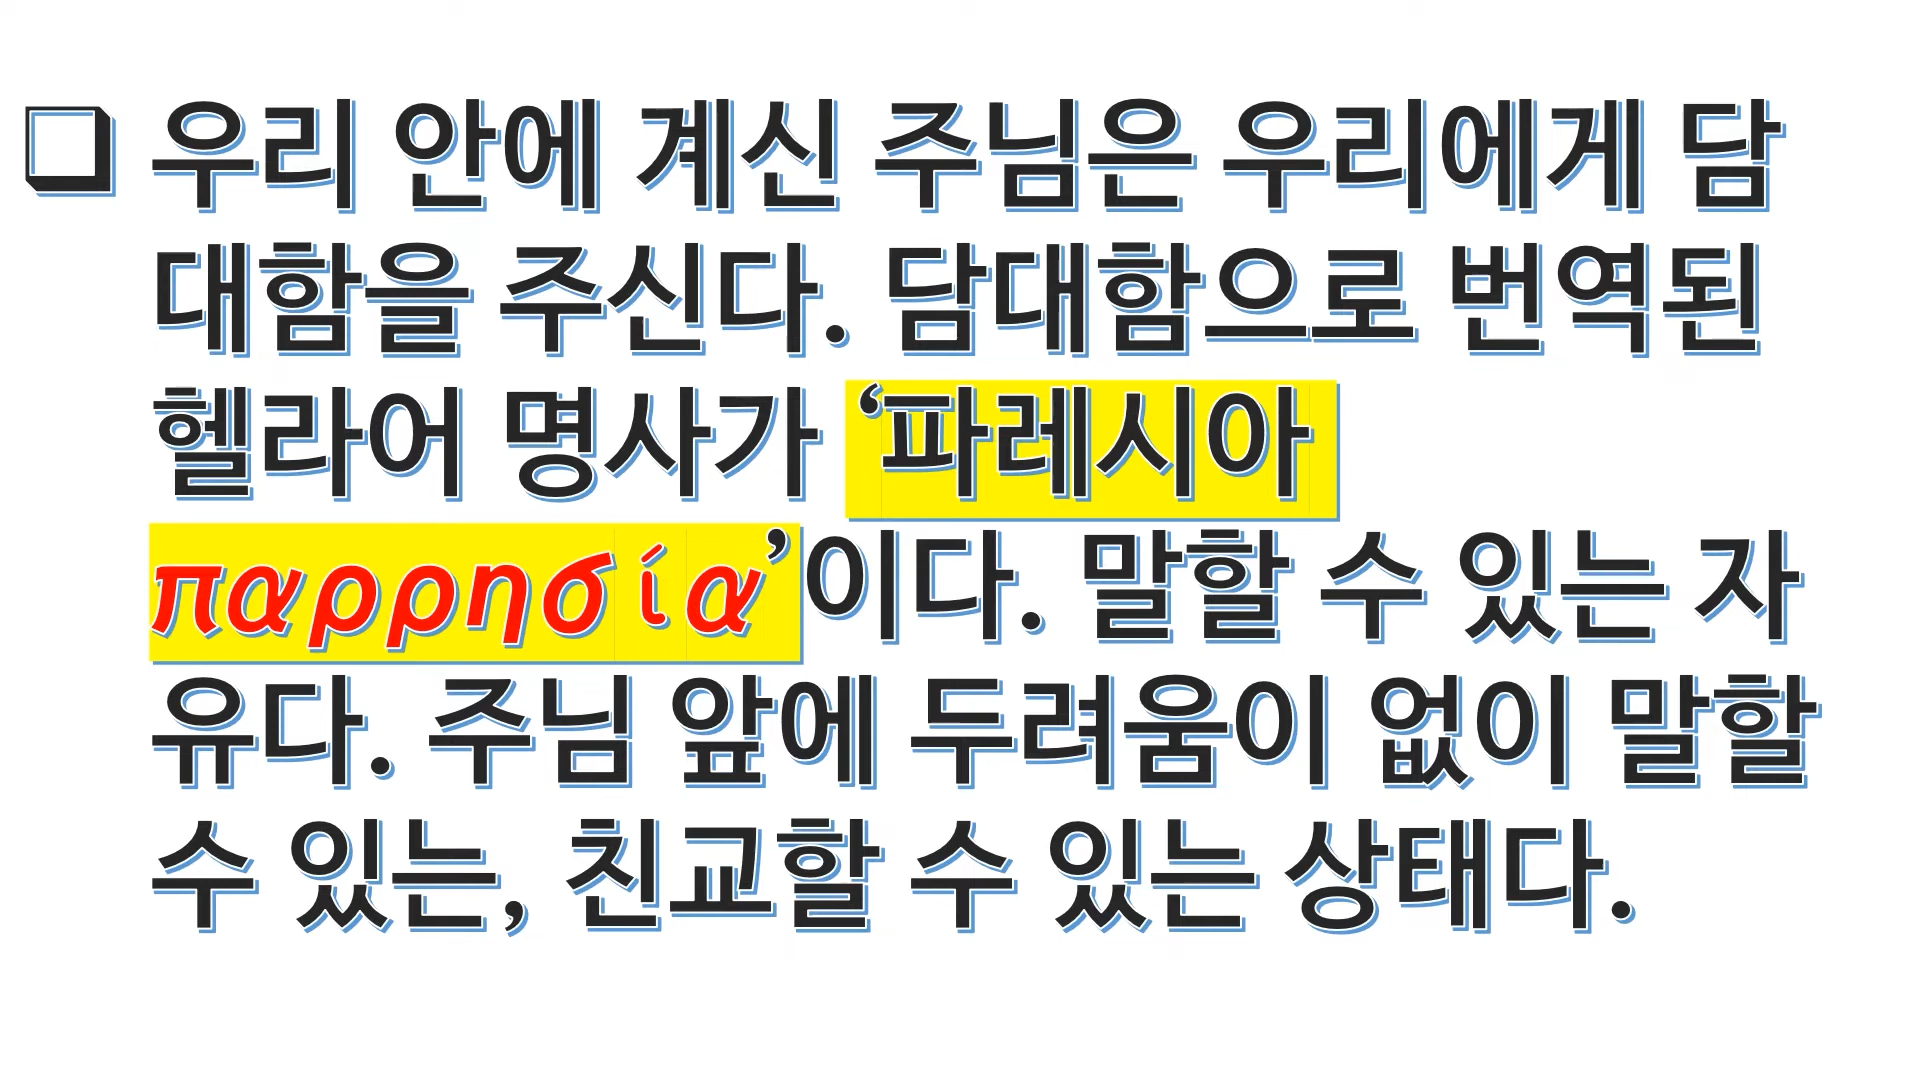 ❑ 우리 안에 계신 주님은 우리에게 담
대함을 주신다. 담대함으로 번역된
헬라어 명사가 ‘파레시아
παρρησία’이다. 말할 수 있는 자
유다. 주님 앞에 두려움이 없이 말할
수 있는, 친교할 수 있는 상태다.